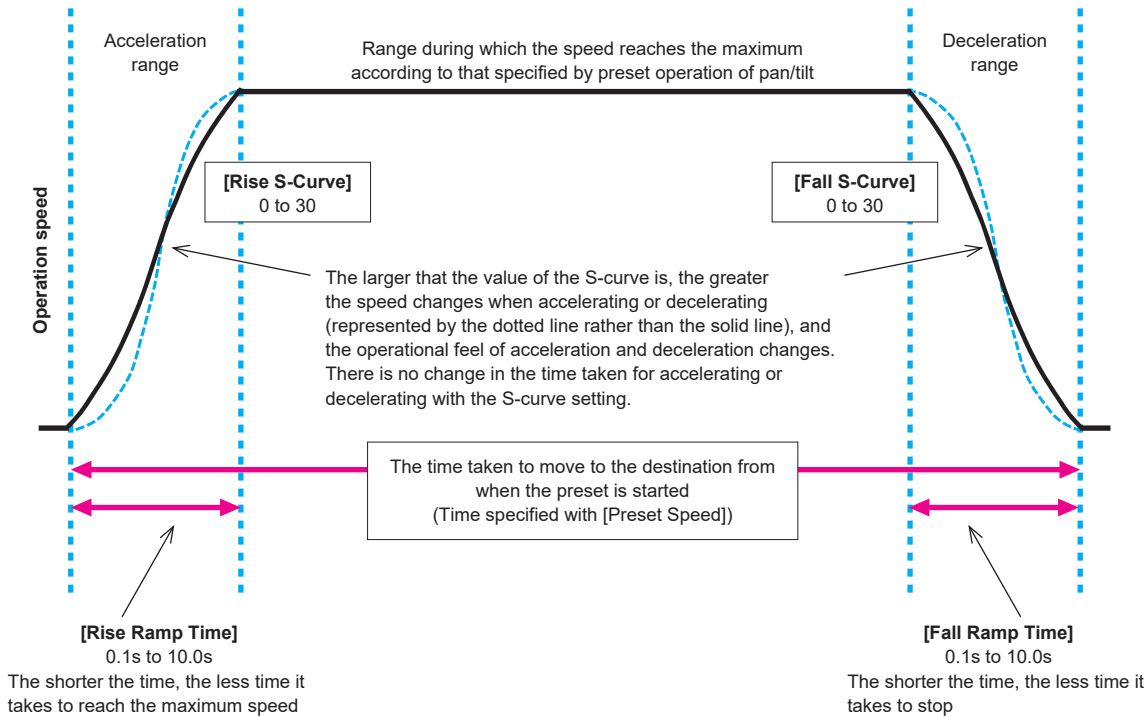 Acceleration
range
Range during which the speed reaches the maximum
according to that specified by preset operation of pan/tilt
Deceleration
range
Operation speed
[Rise S-Curve]
0 to 30
[Fall S-Curve]
0 to 30
The larger that the value of the S-curve is, the greater
the speed changes when accelerating or decelerating
(represented by the dotted line rather than the solid line), and
the operational feel of acceleration and deceleration changes.
There is no change in the time taken for accelerating or
decelerating with the S-curve setting.
The time taken to move to the destination from
when the preset is started
(Time specified with [Preset Speed])
[Rise Ramp Time]
0.1s to 10.0s
The shorter the time, the less time it
takes to reach the maximum speed
[Fall Ramp Time]
0.1s to 10.0s
The shorter the time, the less time it
takes to stop